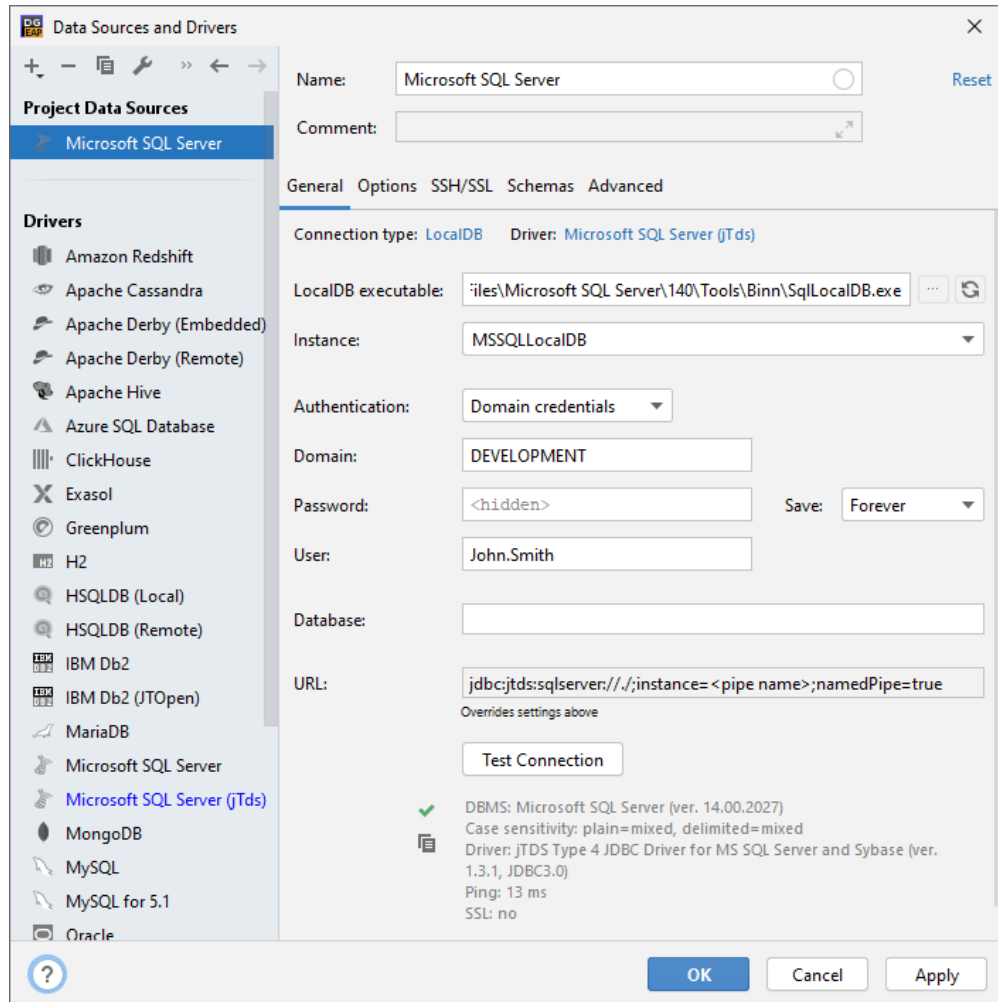 DG EAP Data Sources and Drivers
Project Data Sources
Microsoft SQL Server
Drivers
Amazon Redshift
Apache Cassandra
Apache Derby (Embedded)
Apache Derby (Remote)
Apache Hive
Azure SQL Database
ClickHouse
Exasol
Greenplum
H2 H2
HSQLDB (Local)
HSQLDB (Remote)
IBM DB2 IBM Db2
IBM DB2 IBM Db2 (JTOpen)
MariaDB
Microsoft SQL Server
Microsoft SQL Server (jTds)
MongoDB
MySQL
MySQL for 5.1
Oracle
Name: Microsoft SQL Server Reset
Comment:
General Options SSH/SSL Schemas Advanced
Connection type: LocalDB Driver: Microsoft SQL Server (jTds)
LocalDB executable: iles\Microsoft SQL Server\140\Tools\Binn\SqlLocalDB.exe ...
Instance: MSSQLLocalDB
Authentication: Domain credentials
Domain: DEVELOPMENT
Password: <hidden> Save: Forever
User: John.Smith
Database:
URL: jdbc:jtds:sqlserver://./;instance=<pipe name>;namedPipe=true
Overrides settings above
Test Connection
DBMS: Microsoft SQL Server (ver. 14.00.2027)
Case sensitivity: plain=mixed, delimited=mixed
Driver: jTDS Type 4 JDBC Driver for MS SQL Server and Sybase (ver.
1.3.1, JDBC3.0)
Ping: 13 ms
SSL: no
? OK Cancel Apply